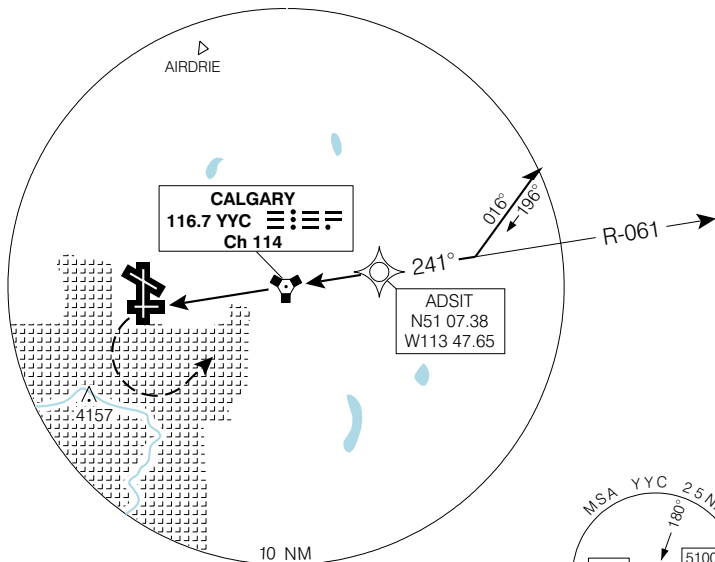 AIRDRIE
016°
196°
CALGARY
116.7 YYC
Ch 114
R-061
241°
ADSIT
N51 07.38
W113 47.65
4157
10 NM
MSA YYC 25N
180°
5100